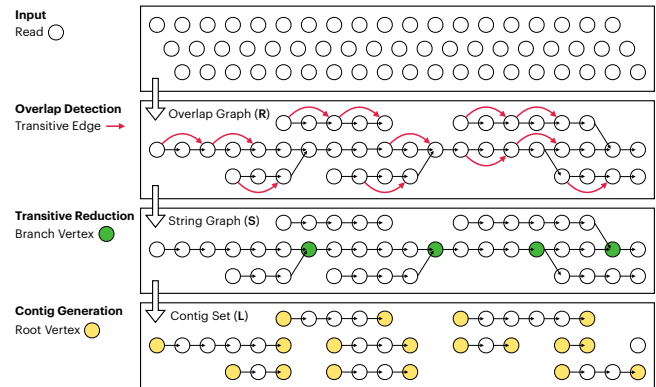 Input
Read
Overlap Detection
Transitive Edge
Overlap Graph (R)
Transitive Reduction
Branch Vertex
String Graph (S)
Contig Generation
Root Vertex
Contig Set (L)